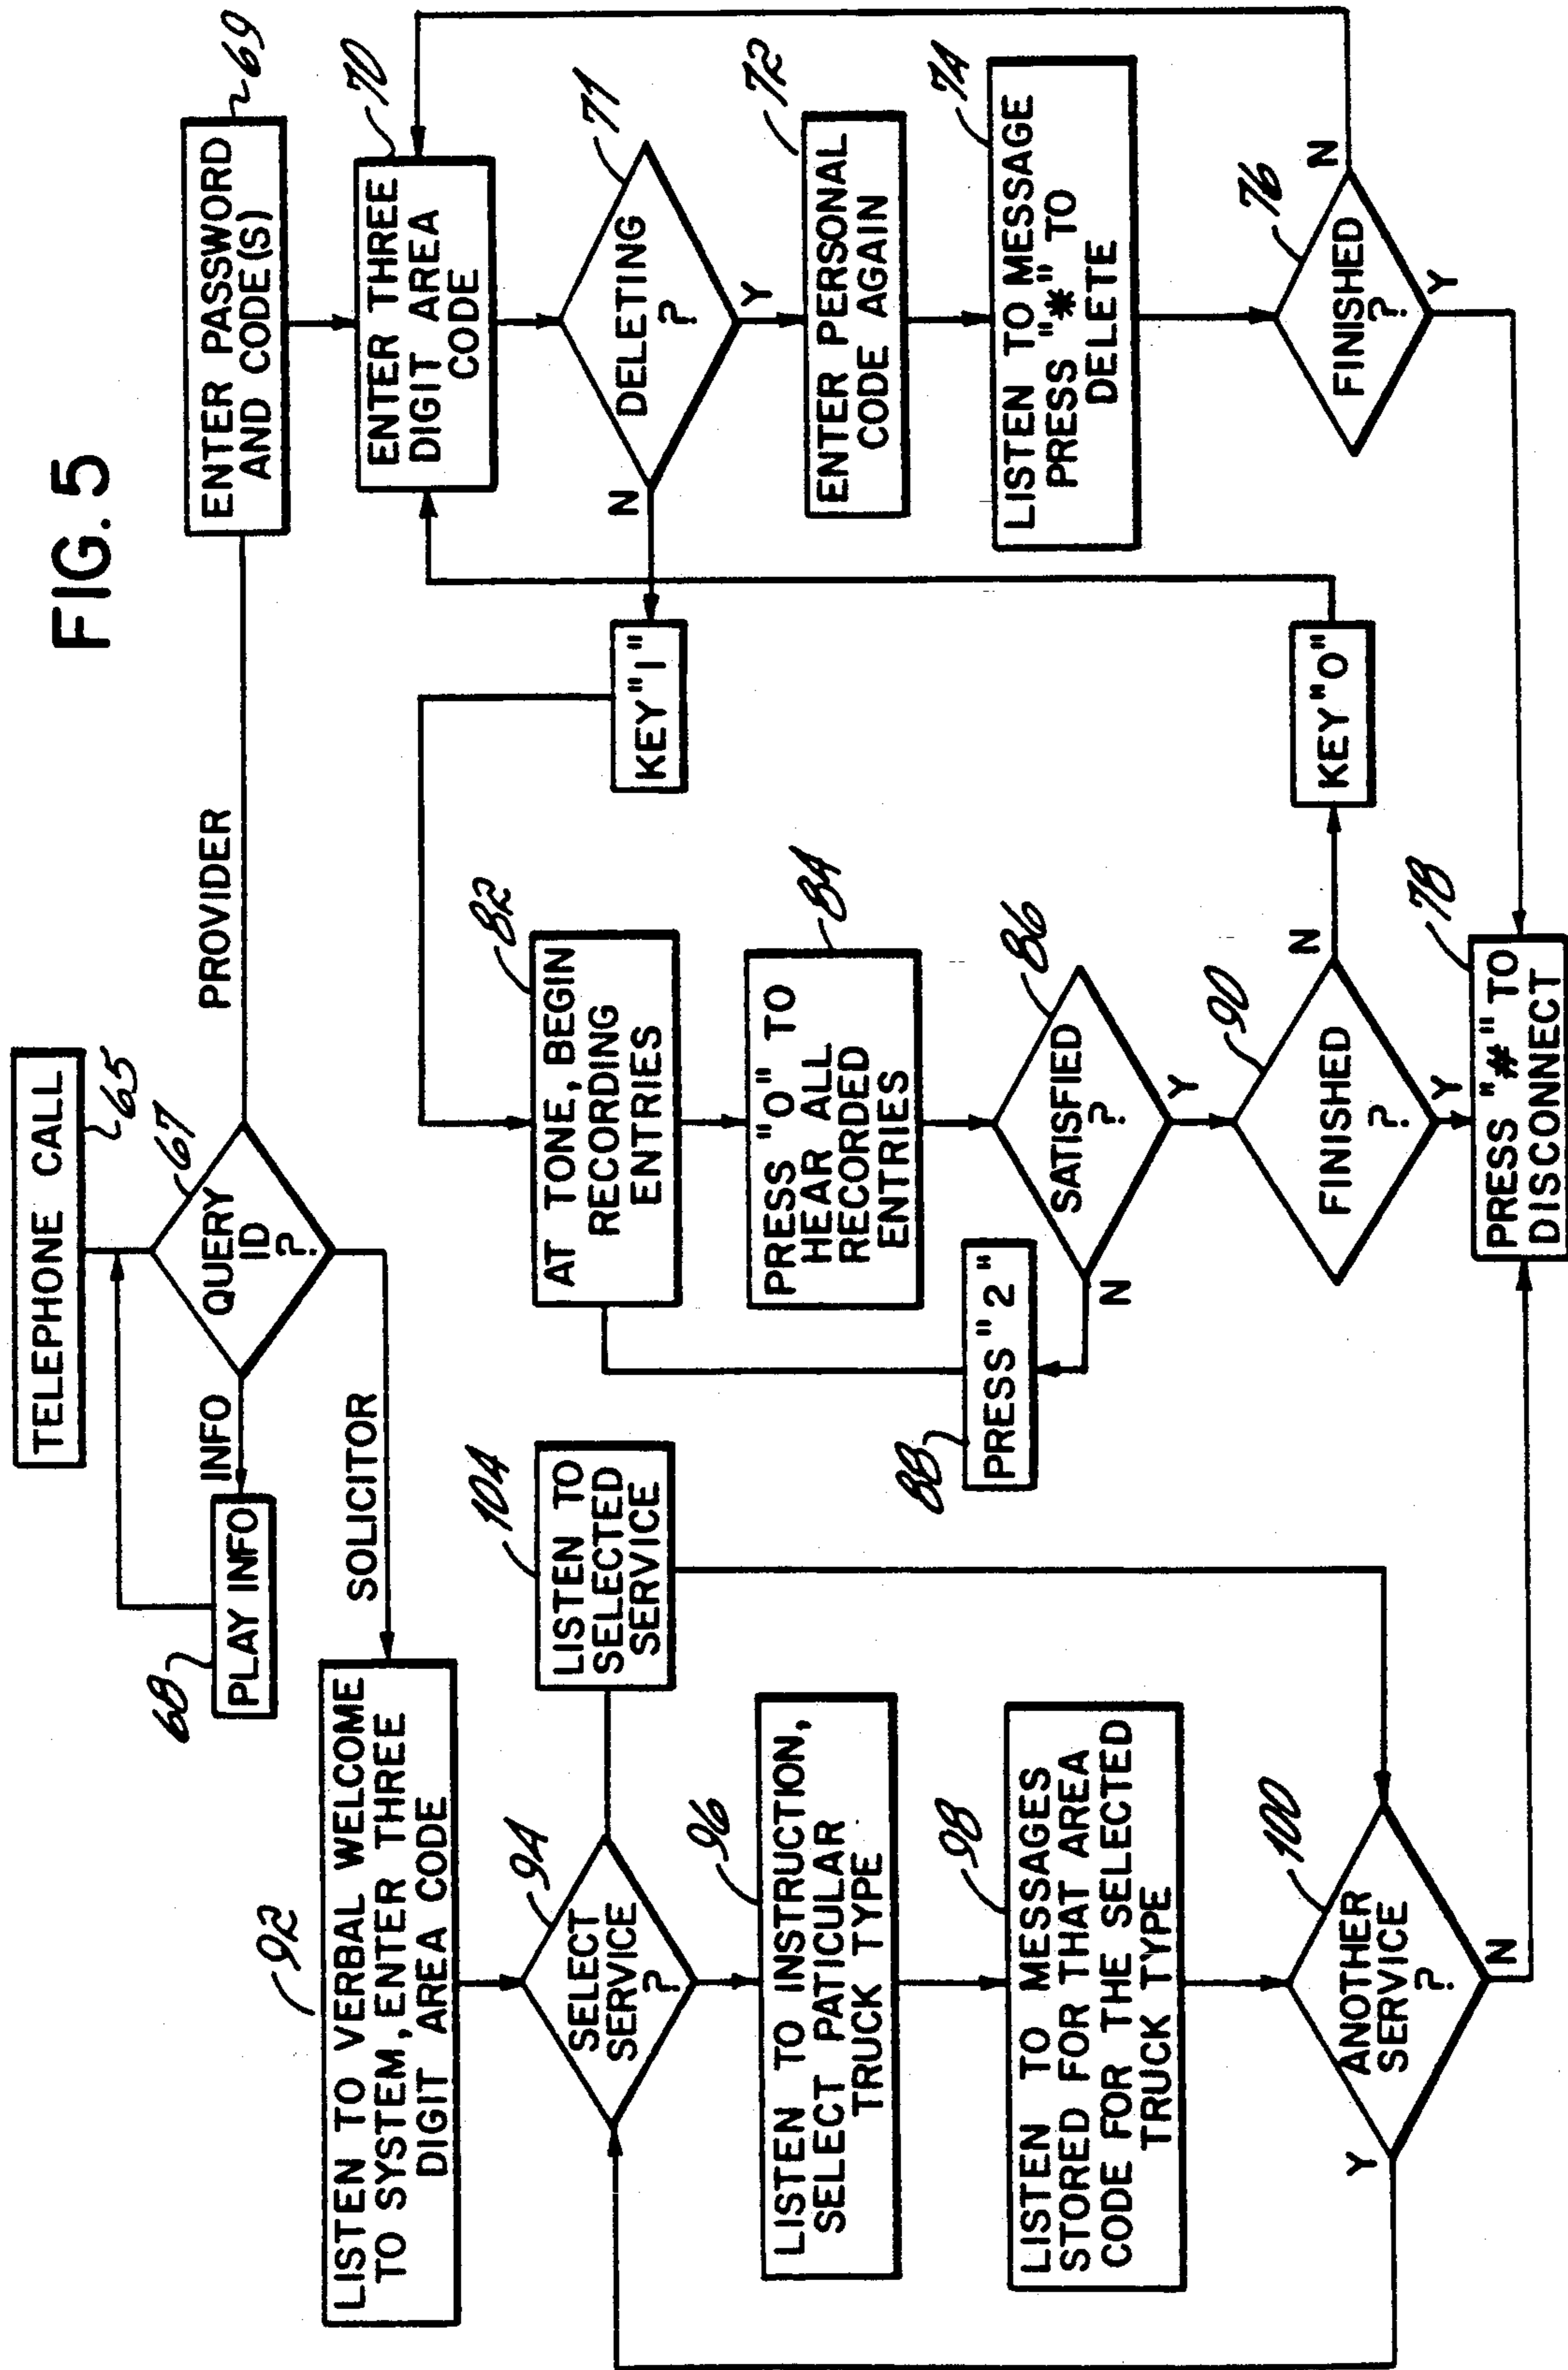 FIG. 5
TELEPHONE CALL
65
QUERY
ID
?
67
INFO
PLAY INFO
68
PROVIDER
SOLICITOR
ENTER PASSWORD
AND CODE(S)
69
ENTER THREE
DIGIT AREA
CODE
70
DELETING
?
71
N
Y
KEY "1"
ENTER PERSONAL
CODE AGAIN
72
LISTEN TO MESSAGE
PRESS "*" TO
DELETE
74
FINISHED
?
76
N
Y
AT TONE, BEGIN
RECORDING
ENTRIES
82
PRESS "0" TO
HEAR ALL
RECORDED
ENTRIES
84
SATISFIED
?
86
N
Y
PRESS "2"
88
FINISHED
?
90
N
Y
KEY "0"
PRESS "#" TO
DISCONNECT
78
LISTEN TO VERBAL WELCOME
TO SYSTEM, ENTER THREE
DIGIT AREA CODE
92
SELECT
SERVICE
?
94
LISTEN TO
SELECTED
SERVICE
104
LISTEN TO INSTRUCTION,
SELECT PATICULAR
TRUCK TYPE
96
LISTEN TO MESSAGES
STORED FOR THAT AREA
CODE FOR THE SELECTED
TRUCK TYPE
98
ANOTHER
SERVICE
?
100
Y
N